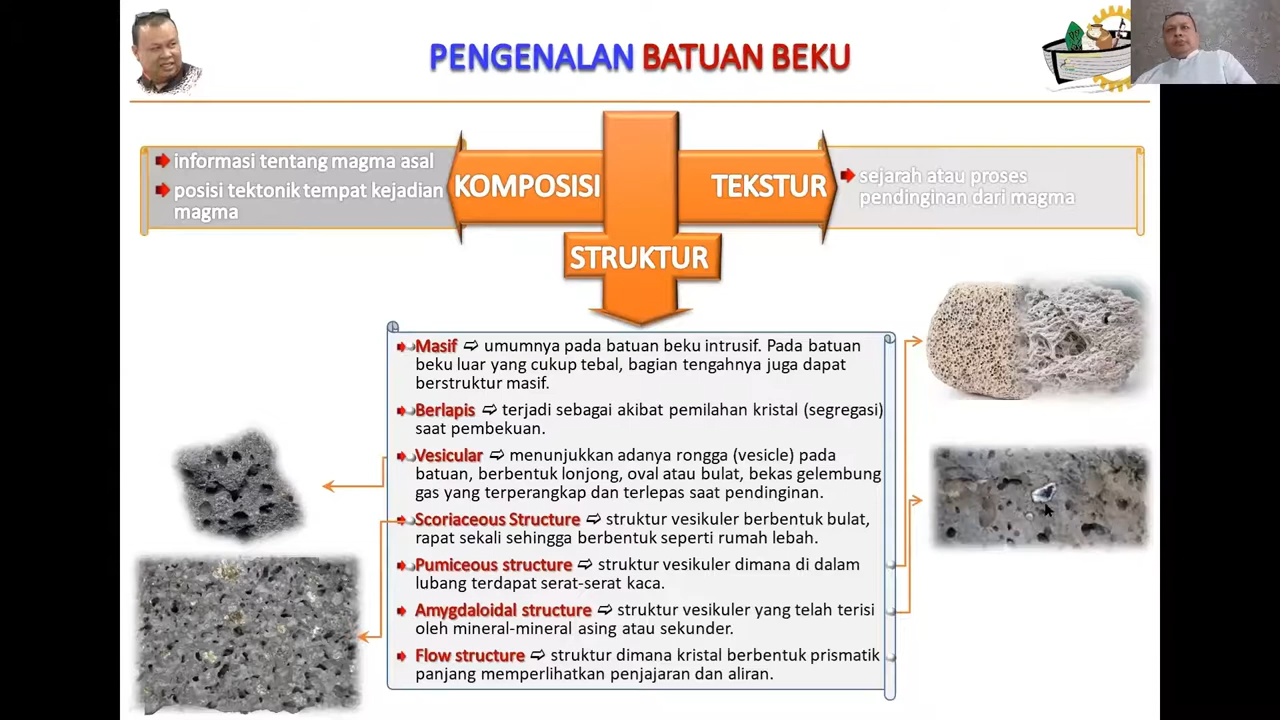 PENGENALAN BATUAN BEKU
informasi tentang magma asal
posisi tektonik tempat kejadian
magma
KOMPOSISI
TEKSTUR
sejarah atau proses
pendinginan dari magma
STRUKTUR
Masif ➯ umumnya pada batuan beku intrusif. Pada batuan
beku luar yang cukup tebal, bagian tengahnya juga dapat
berstruktur masif.
Berlapis ➯ terjadi sebagai akibat pemilahan kristal (segregasi)
saat pembekuan.
Vesicular ➯ menunjukkan adanya rongga (vesicle) pada
batuan, berbentuk lonjong, oval atau bulat, bekas gelembung
gas yang terperangkap dan terlepas saat pendinginan.
Scoriaceous Structure ➯ struktur vesikuler berbentuk bulat,
rapat sekali sehingga berbentuk seperti rumah lebah.
Pumiceous structure ➯ struktur vesikuler dimana di dalam
lubang terdapat serat-serat kaca.
Amygdaloidal structure ➯ struktur vesikuler yang telah terisi
oleh mineral-mineral asing atau sekunder.
Flow structure ➯ struktur dimana kristal berbentuk prismatik
panjang memperlihatkan penjajaran dan aliran.